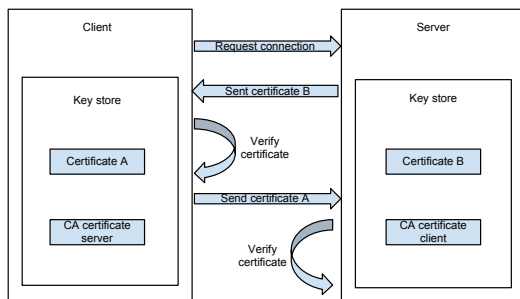 Client
Server
Request connection
Sent certificate B
Key store
Key store
Verify
certificate
Certificate A
Certificate B
Send certificate A
CA certificate
server
CA certificate
client
Verify
certificate